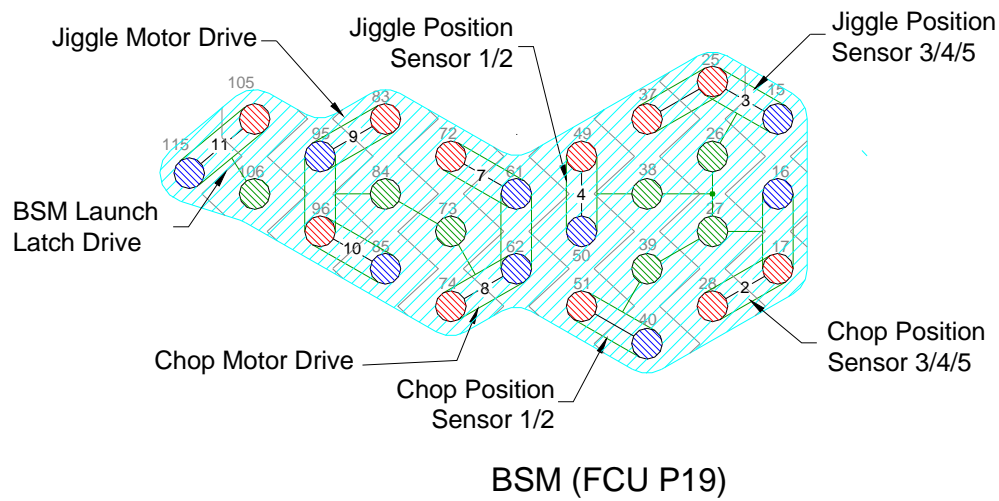 Jiggle Motor Drive
Jiggle Position
Sensor 1/2
Jiggle Position
Sensor 3/4/5
105
83
25
37
3
15
115
11
95
9
72
49
26
106
84
7
61
38
4
16
96
73
27
10
85
62
50
39
17
74
8
51
28
2
40
BSM Launch
Latch Drive
Chop Motor Drive
Chop Position
Sensor 1/2
Chop Position
Sensor 3/4/5
BSM (FCU P19)